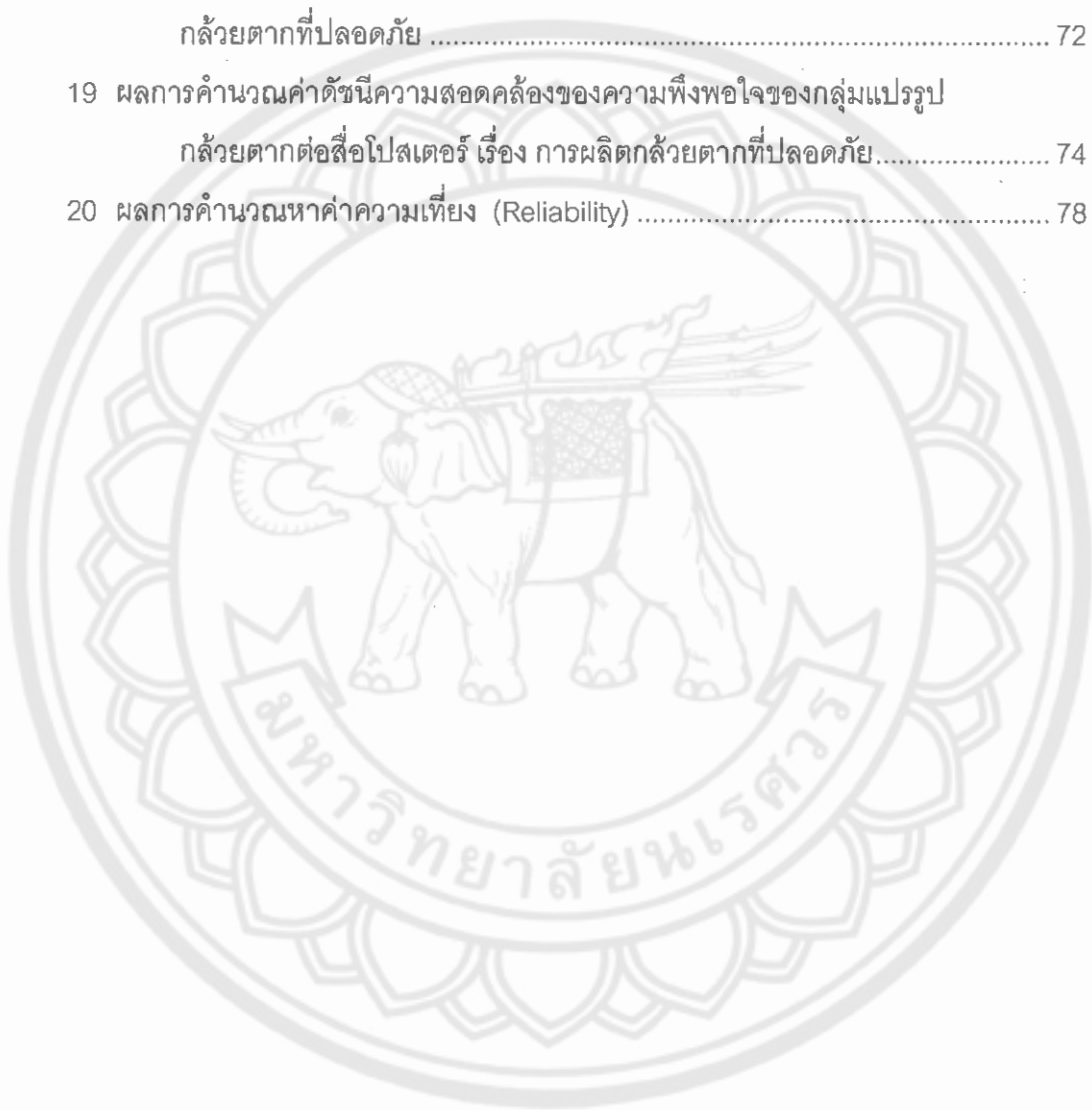 กล้วยตากที่ปลอดภัย ........................................................................................ 72
19 ผลการคำนวณค่าดัชนีความสอดคล้องของความพึงพอใจของกลุ่มแปรรูป
กล้วยตากต่อสื่อโปสเตอร์ เรื่อง การผลิตกล้วยตากที่ปลอดภัย......................... 74
20 ผลการคำนวณหาค่าความเที่ยง (Reliability) .......................................................... 78
มหาวิทยาลัยนเรศวร